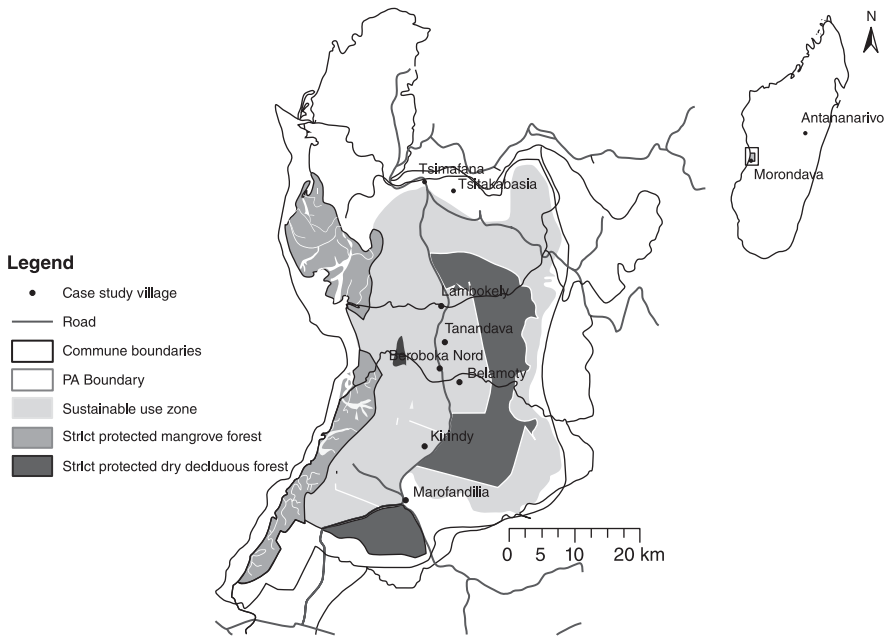 N
Antananarivo
Morondava
Tsimafana
Tsitakabasia
Lambokely
Tanandava
Beroboka Nord
Belamoty
Kirindy
Marofandilia
Legend
Case study village
Road
Commune boundaries
PA Boundary
Sustainable use zone
Strict protected mangrove forest
Strict protected dry deciduous forest
0 5 10 20 km